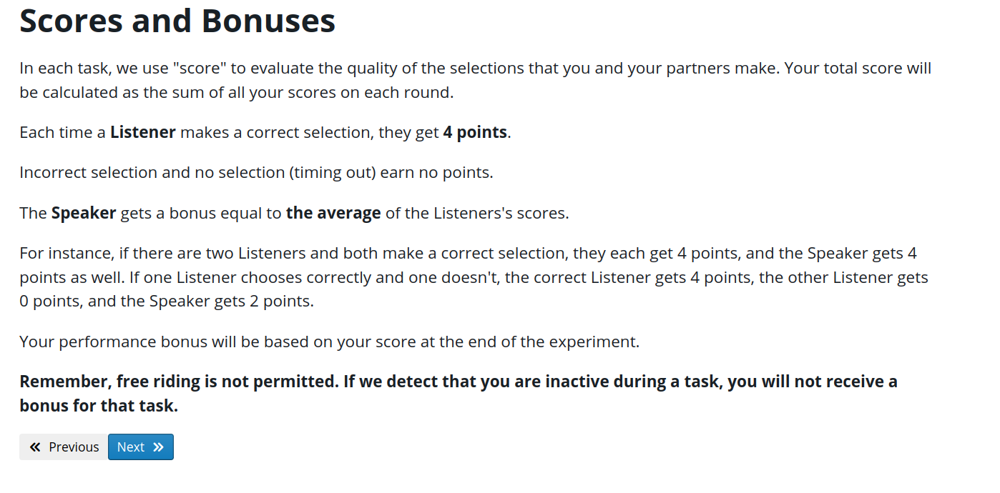 Scores and Bonuses
In each task, we use "score" to evaluate the quality of the selections that you and your partners make. Your total score will
be calculated as the sum of all your scores on each round.
Each time a Listener makes a correct selection, they get 4 points.
Incorrect selection and no selection (timing out) earn no points.
The Speaker gets a bonus equal to the average of the Listeners's scores.
For instance, if there are two Listeners and both make a correct selection, they each get 4 points, and the Speaker gets 4
points as well. If one Listener chooses correctly and one doesn't, the correct Listener gets 4 points, the other Listener gets
0 points, and the Speaker gets 2 points.
Your performance bonus will be based on your score at the end of the experiment.
Remember, free riding is not permitted. If we detect that you are inactive during a task, you will not receive a
bonus for that task.
« Previous Next »